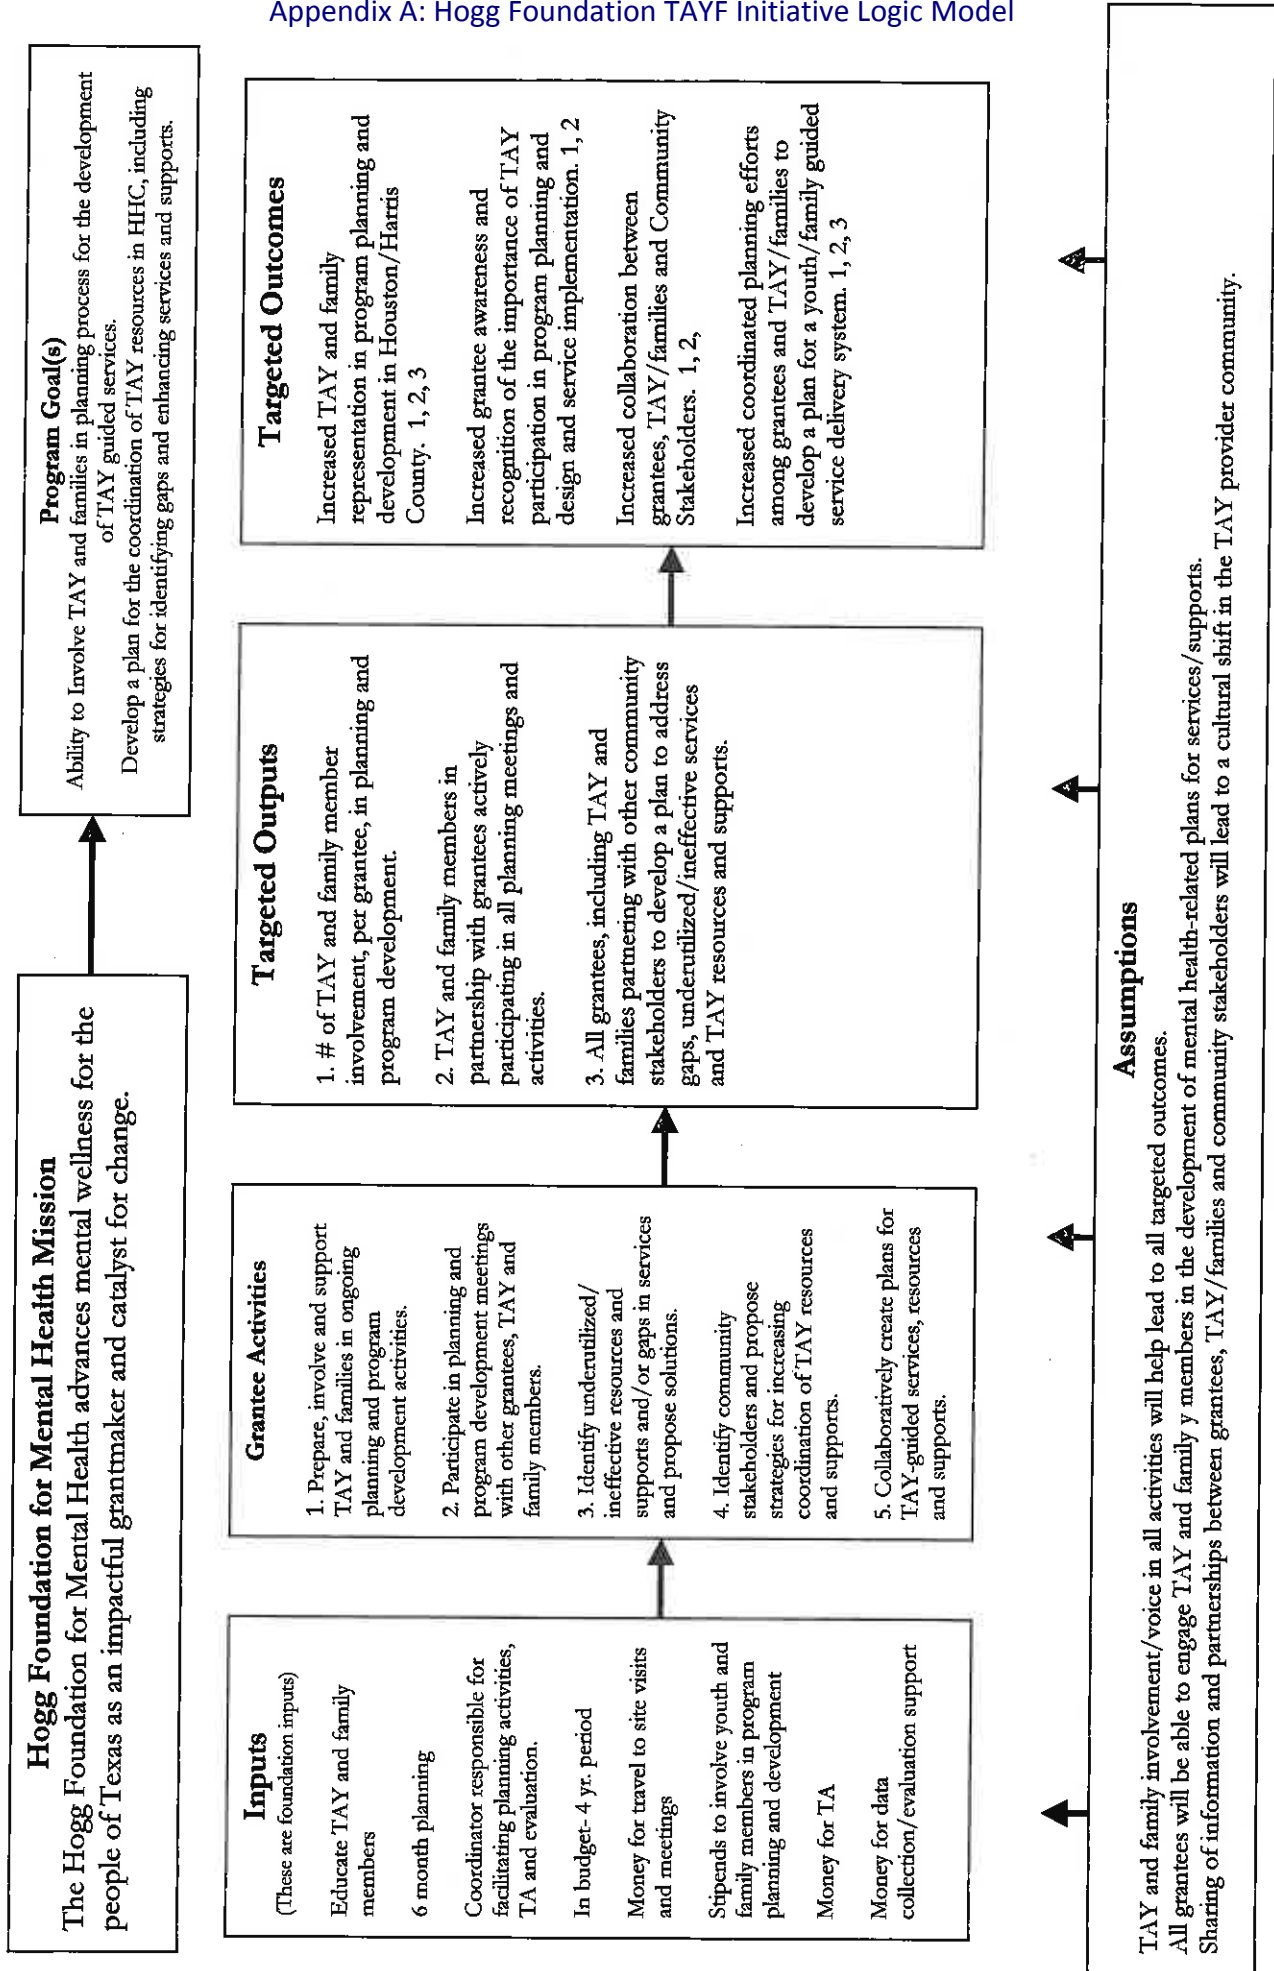 Appendix A: Hogg Foundation TAYF Initiative Logic Model
Hogg Foundation for Mental Health Mission
The Hogg Foundation for Mental Health advances mental wellness for the
people of Texas as an impactful grantmaker and catalyst for change.
Program Goal(s)
Ability to Involve TAY and families in planning process for the development
of TAY guided services.
Develop a plan for the coordination of TAY resources in HHC, including
strategies for identifying gaps and enhancing services and supports.
Inputs
(These are foundation inputs)
Educate TAY and family
members
6 month planning
Coordinator responsible for
facilitating planning activities,
TA and evaluation.
In budget- 4 yr. period
Money for travel to site visits
and meetings
Stipends to involve youth and
family members in program
planning and development
Money for TA
Money for data
collection/evaluation support
Grantee Activities
1. Prepare, involve and support
TAY and families in ongoing
planning and program
development activities.
2. Participate in planning and
program development meetings
with other grantees, TAY and
family members.
3. Identify underutilized/
ineffective resources and
supports and/or gaps in services
and propose solutions.
4. Identify community
stakeholders and propose
strategies for increasing
coordination of TAY resources
and supports.
5. Collaboratively create plans for
TAY-guided services, resources
and supports.
Targeted Outputs
1. # of TAY and family member
involvement, per grantee, in planning and
program development.
2. TAY and family members in
partnership with grantees actively
participating in all planning meetings and
activities.
3. All grantees, including TAY and
families partnering with other community
stakeholders to develop a plan to address
gaps, underutilized/ineffective services
and TAY resources and supports.
Targeted Outcomes
Increased TAY and family
representation in program planning and
development in Houston/Harris
County. 1, 2, 3
Increased grantee awareness and
recognition of the importance of TAY
participation in program planning and
design and service implementation. 1, 2
Increased collaboration between
grantees, TAY/families and Community
Stakeholders. 1, 2,
Increased coordinated planning efforts
among grantees and TAY/families to
develop a plan for a youth/family guided
service delivery system. 1, 2, 3
Assumptions
TAY and family involvement/voice in all activities will help lead to all targeted outcomes.
All grantees will be able to engage TAY and family y members in the development of mental health-related plans for services/supports.
Sharing of information and partnerships between grantees, TAY/families and community stakeholders will lead to a cultural shift in the TAY provider community.